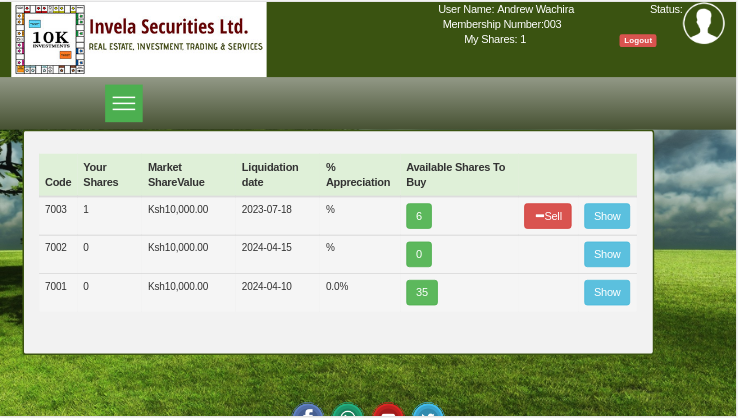 User Name: Andrew Wachira
Status:
Membership Number:003
My Shares: 1
Logout
10K
INVESTMENTS
Invela Securities Ltd.
REAL ESTATE, INVESTMENT TRADING & SERVICES
Code Your Shares Market ShareValue Liquidation date % Appreciation Available Shares To Buy
7003 1 Ksh10,000.00 2023-07-18 % 6 Sell Show
7002 0 Ksh10,000.00 2024-04-15 % 0 Show
7001 0 Ksh10,000.00 2024-04-10 0.0% 35 Show